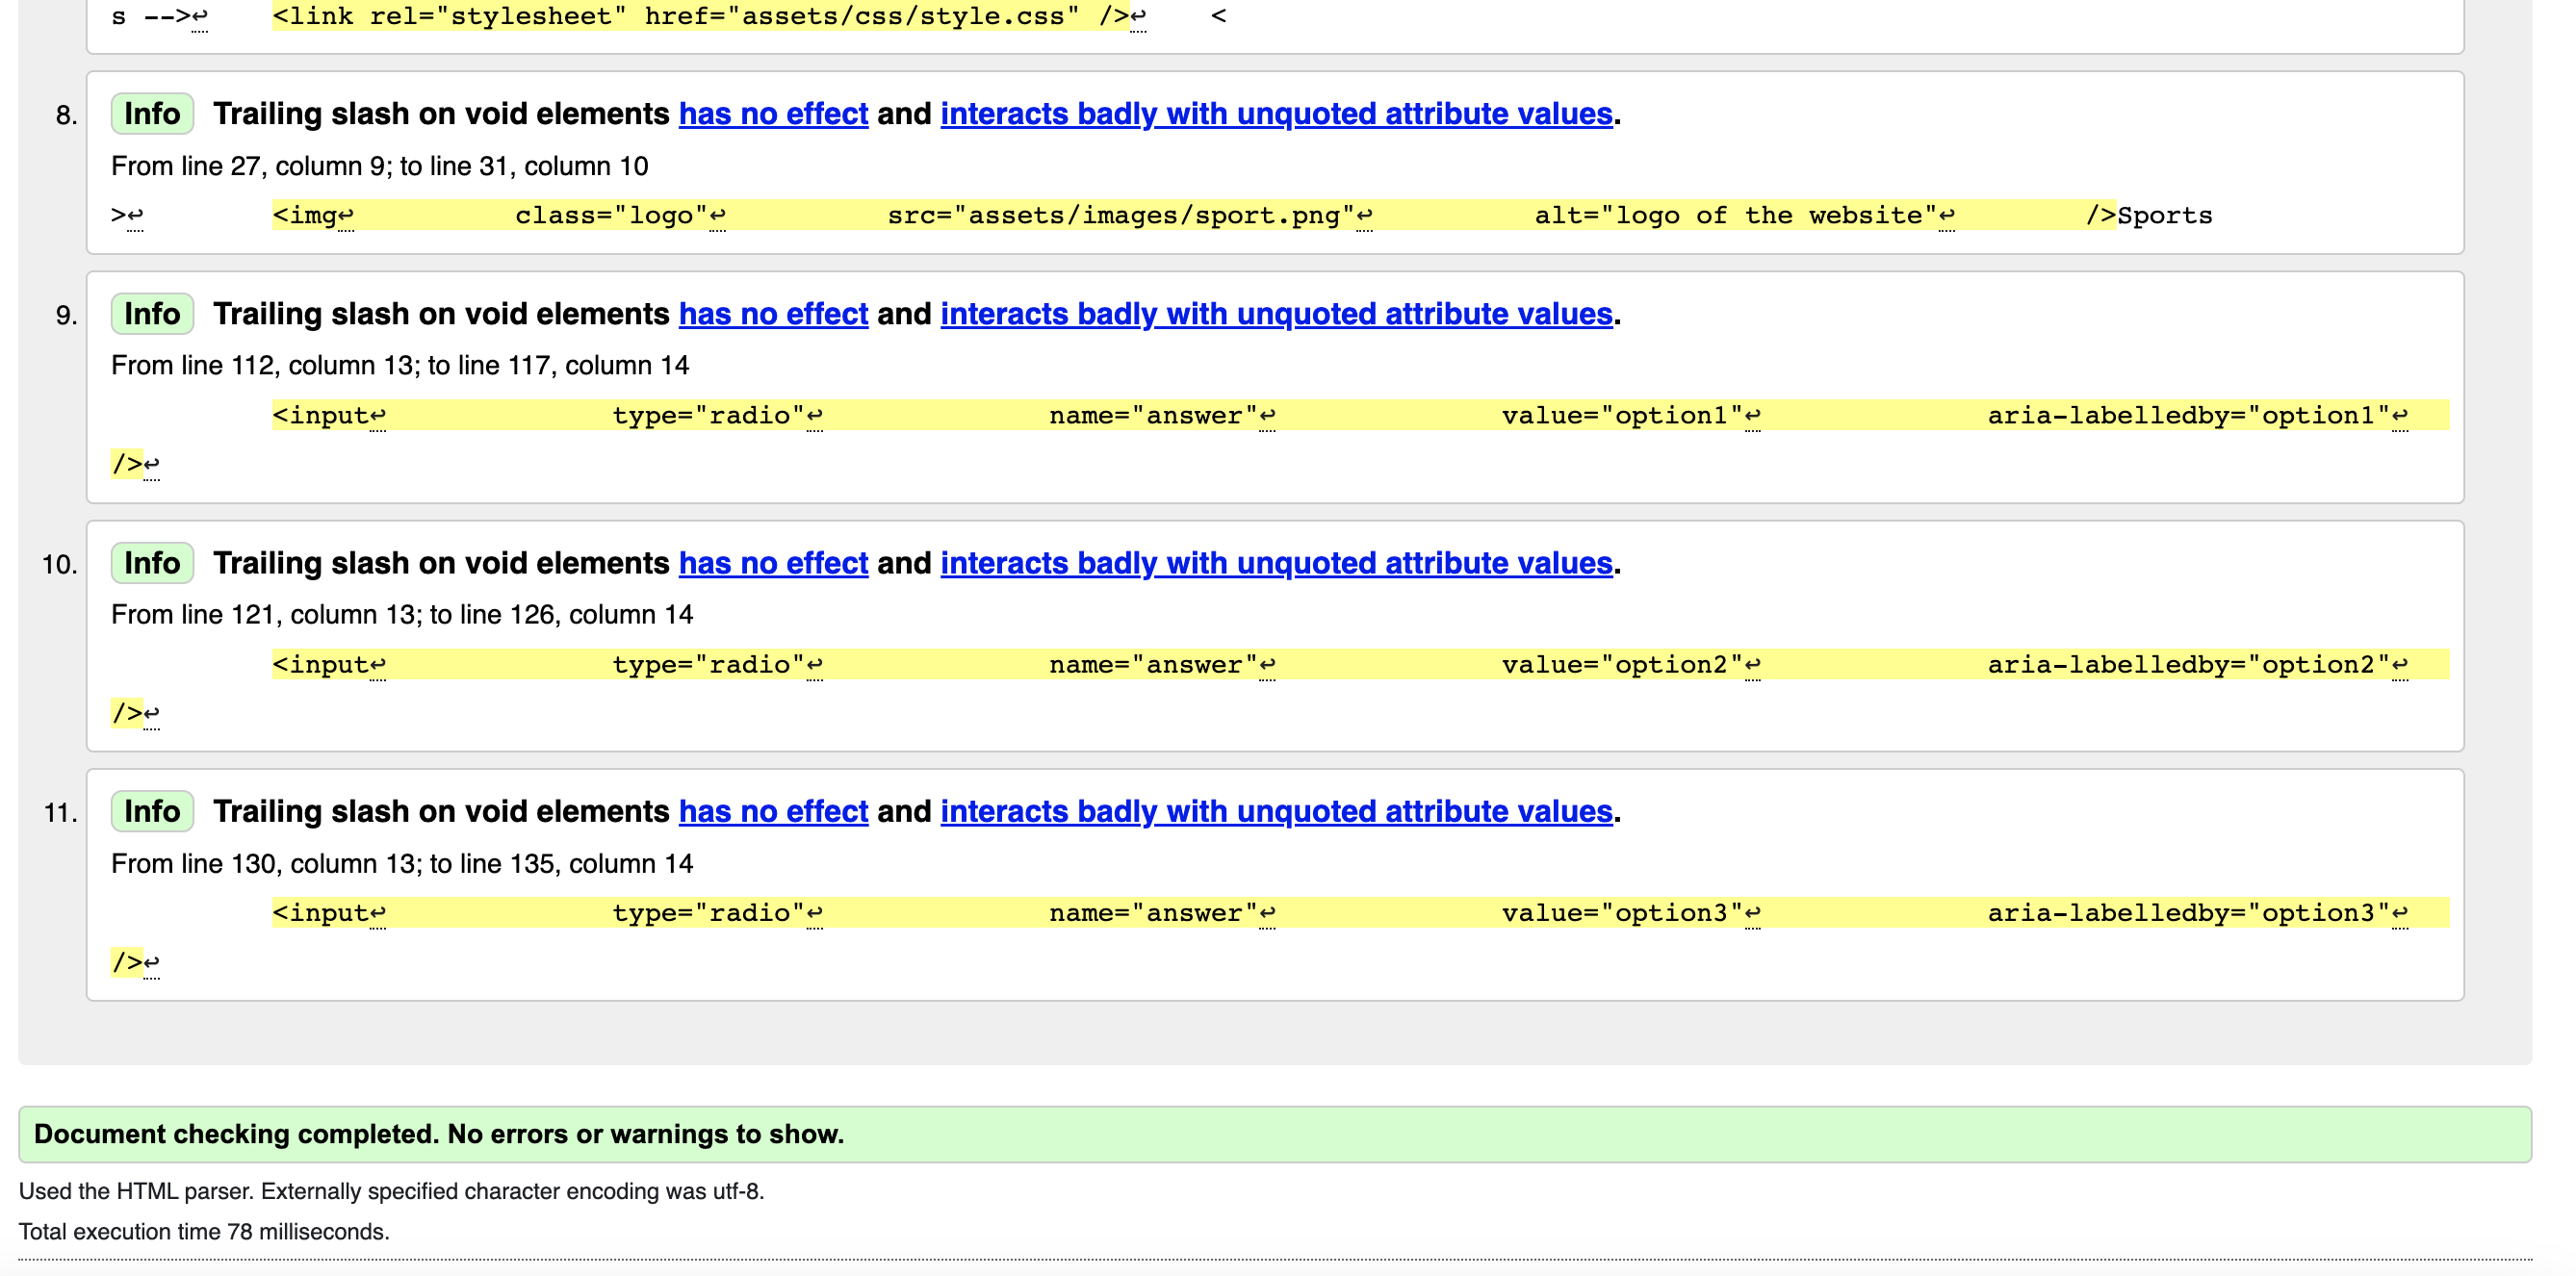 s -->↩    <link rel="stylesheet" href="assets/css/style.css" />↩    <
8. Info Trailing slash on void elements has no effect and interacts badly with unquoted attribute values.
From line 27, column 9; to line 31, column 10
>↩        <img↩          class="logo"↩          src="assets/images/sport.png"↩          alt="logo of the website"↩        />Sports
9. Info Trailing slash on void elements has no effect and interacts badly with unquoted attribute values.
From line 112, column 13; to line 117, column 14
<input↩              type="radio"↩              name="answer"↩              value="option1"↩              aria-labelledby="option1"↩
/>↩
10. Info Trailing slash on void elements has no effect and interacts badly with unquoted attribute values.
From line 121, column 13; to line 126, column 14
<input↩              type="radio"↩              name="answer"↩              value="option2"↩              aria-labelledby="option2"↩
/>↩
11. Info Trailing slash on void elements has no effect and interacts badly with unquoted attribute values.
From line 130, column 13; to line 135, column 14
<input↩              type="radio"↩              name="answer"↩              value="option3"↩              aria-labelledby="option3"↩
/>↩
Document checking completed. No errors or warnings to show.
Used the HTML parser. Externally specified character encoding was utf-8.
Total execution time 78 milliseconds.